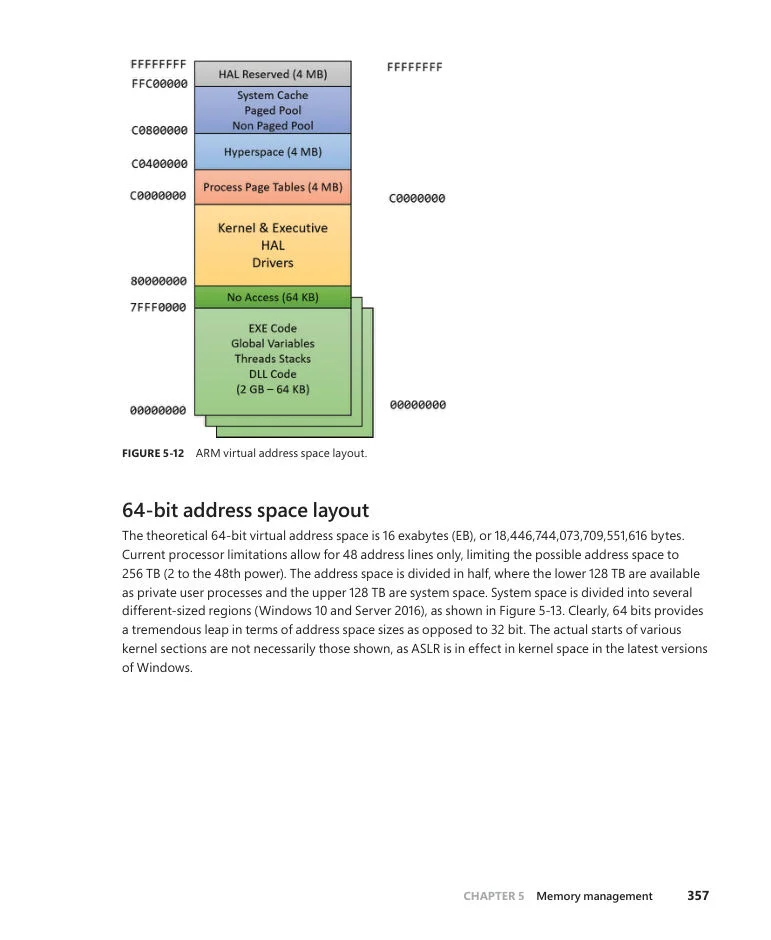 FFFFFFFF
HAL Reserved (4 MB)
FFFFFFFF
FFC00000
System Cache
Paged Pool
Non Paged Pool
C0800000
Hyperspace (4 MB)
C0400000
Process Page Tables (4 MB)
C0000000
C0000000
Kernel & Executive
HAL
Drivers
80000000
No Access (64 KB)
7FFF0000
EXE Code
Global Variables
Threads Stacks
DLL Code
(2 GB – 64 KB)
00000000
00000000
FIGURE 5-12 ARM virtual address space layout.
64-bit address space layout
The theoretical 64-bit virtual address space is 16 exabytes (EB), or 18,446,744,073,709,551,616 bytes.
Current processor limitations allow for 48 address lines only, limiting the possible address space to
256 TB (2 to the 48th power). The address space is divided in half, where the lower 128 TB are available
as private user processes and the upper 128 TB are system space. System space is divided into several
different-sized regions (Windows 10 and Server 2016), as shown in Figure 5-13. Clearly, 64 bits provides
a tremendous leap in terms of address space sizes as opposed to 32 bit. The actual starts of various
kernel sections are not necessarily those shown, as ASLR is in effect in kernel space in the latest versions
of Windows.
CHAPTER 5 Memory management 357